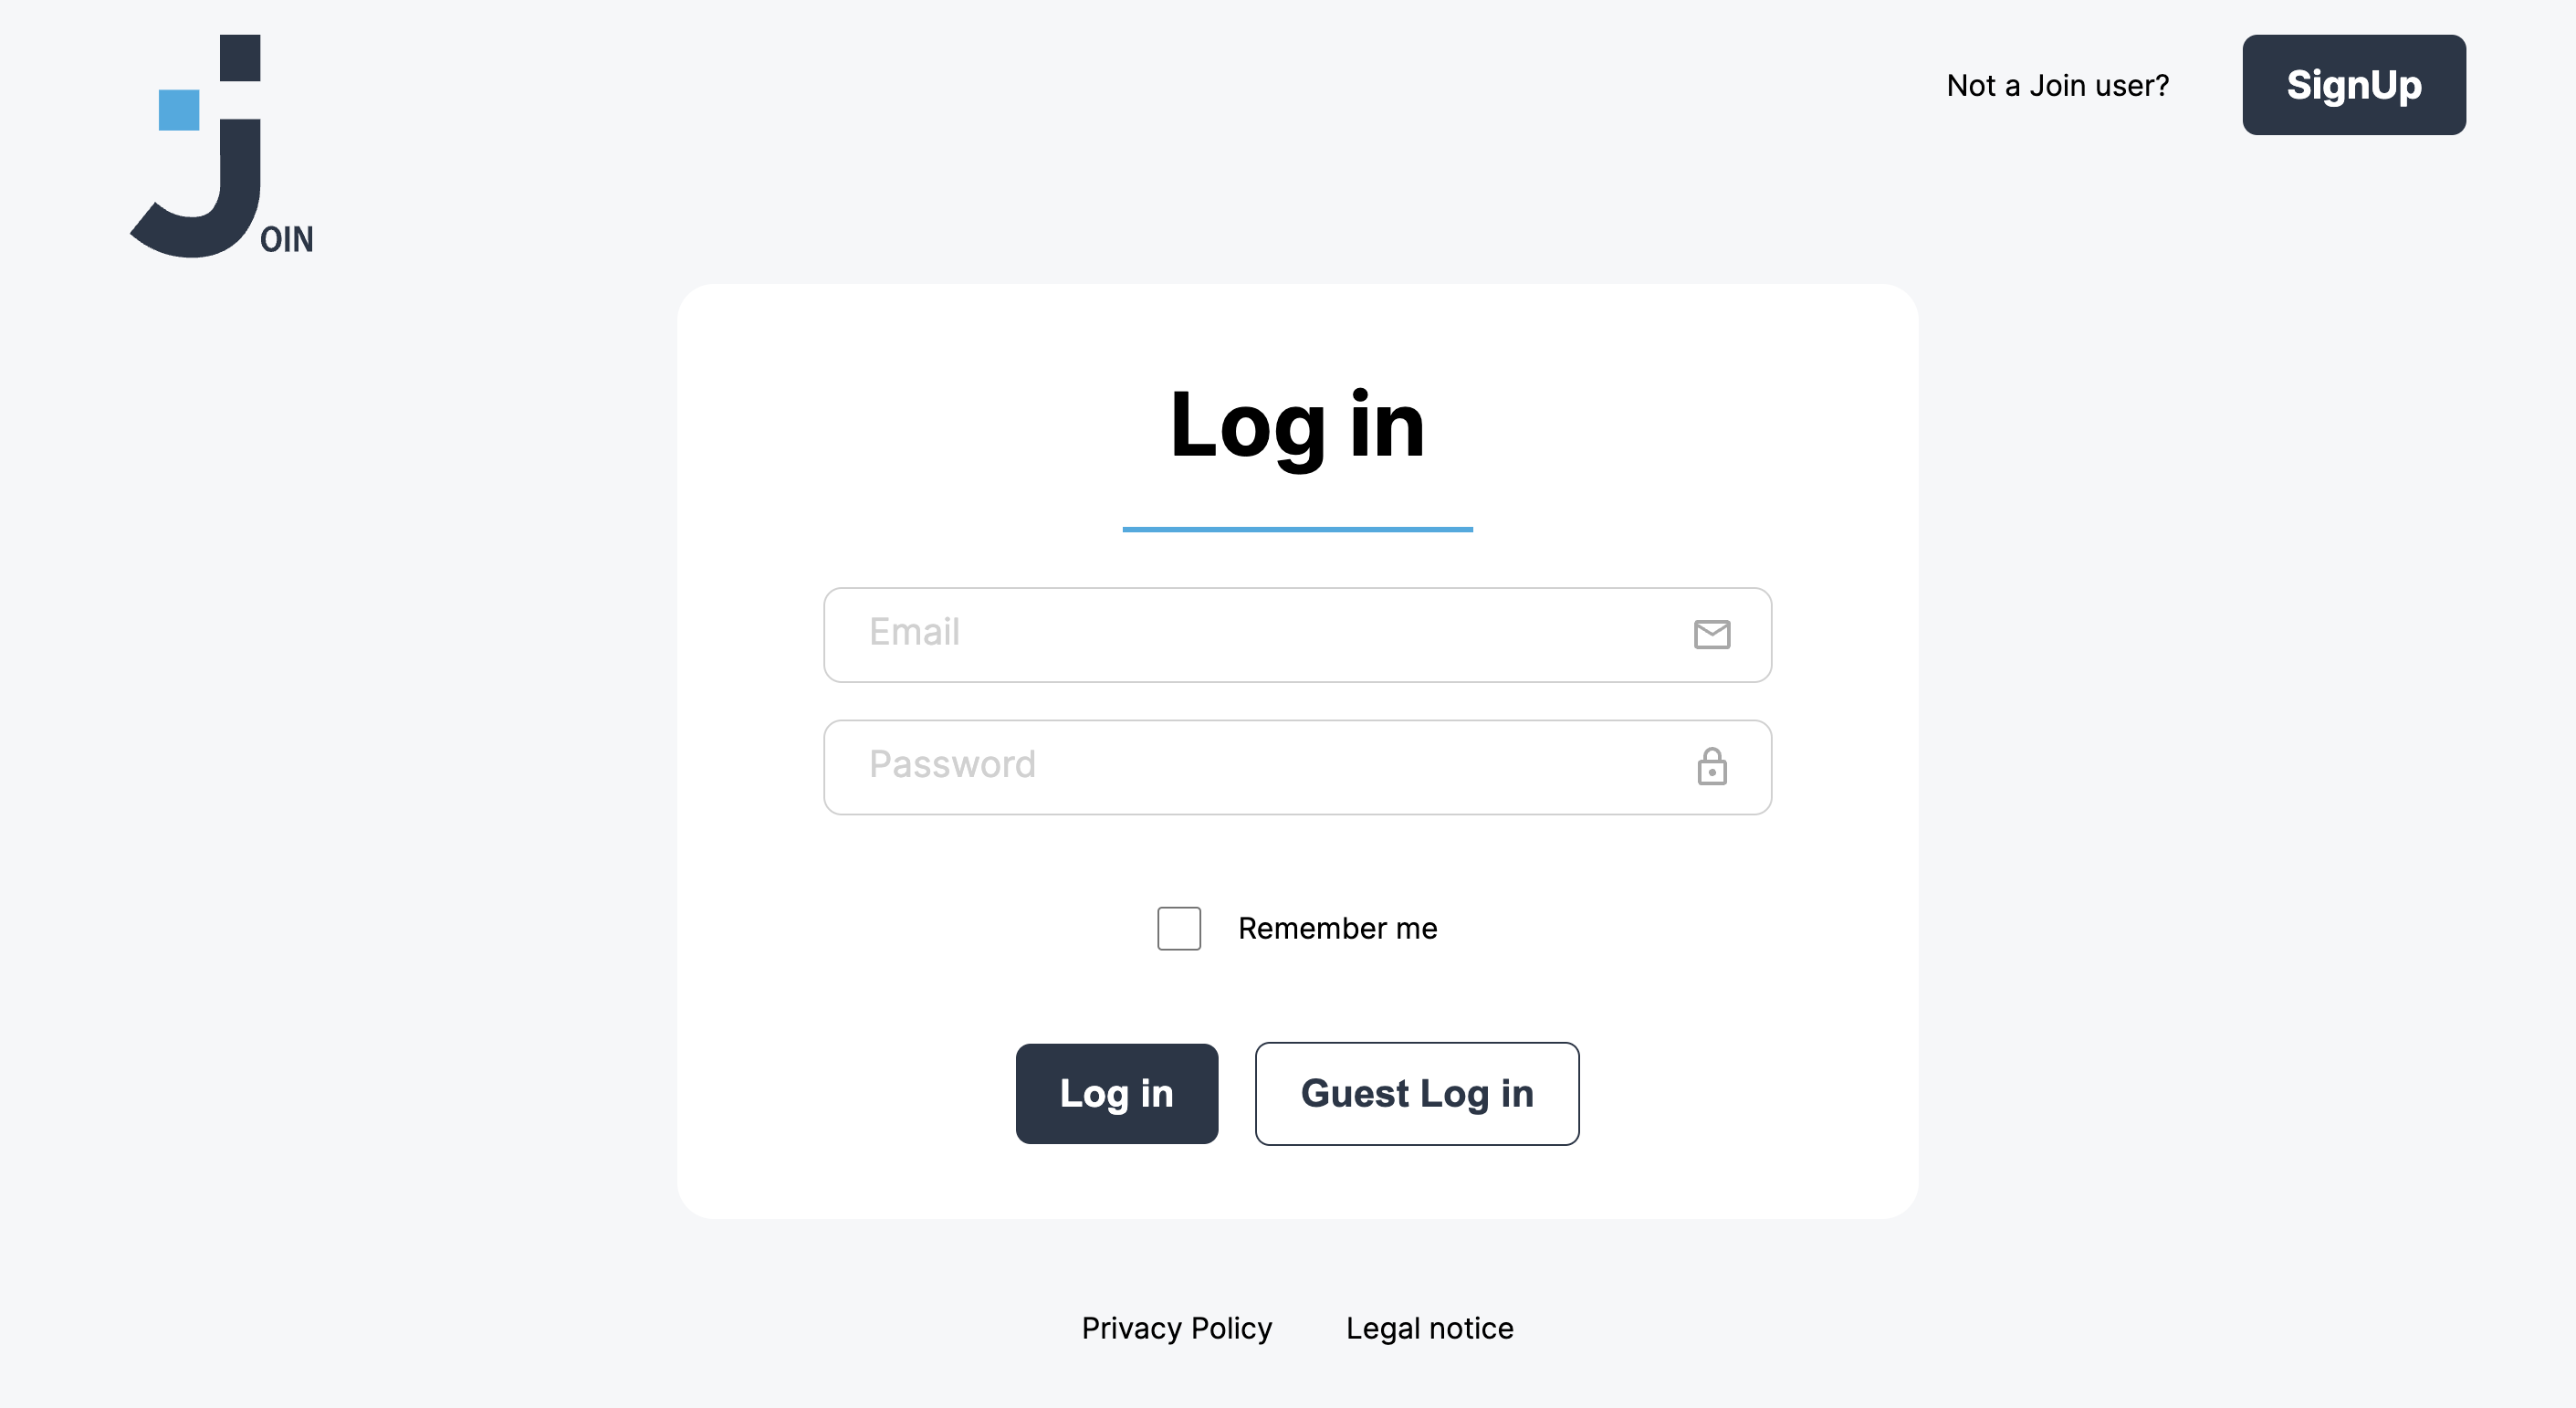 JOIN
Not a Join user?
SignUp
Log in
Email
Password
Remember me
Log in
Guest Log in
Privacy Policy
Legal notice